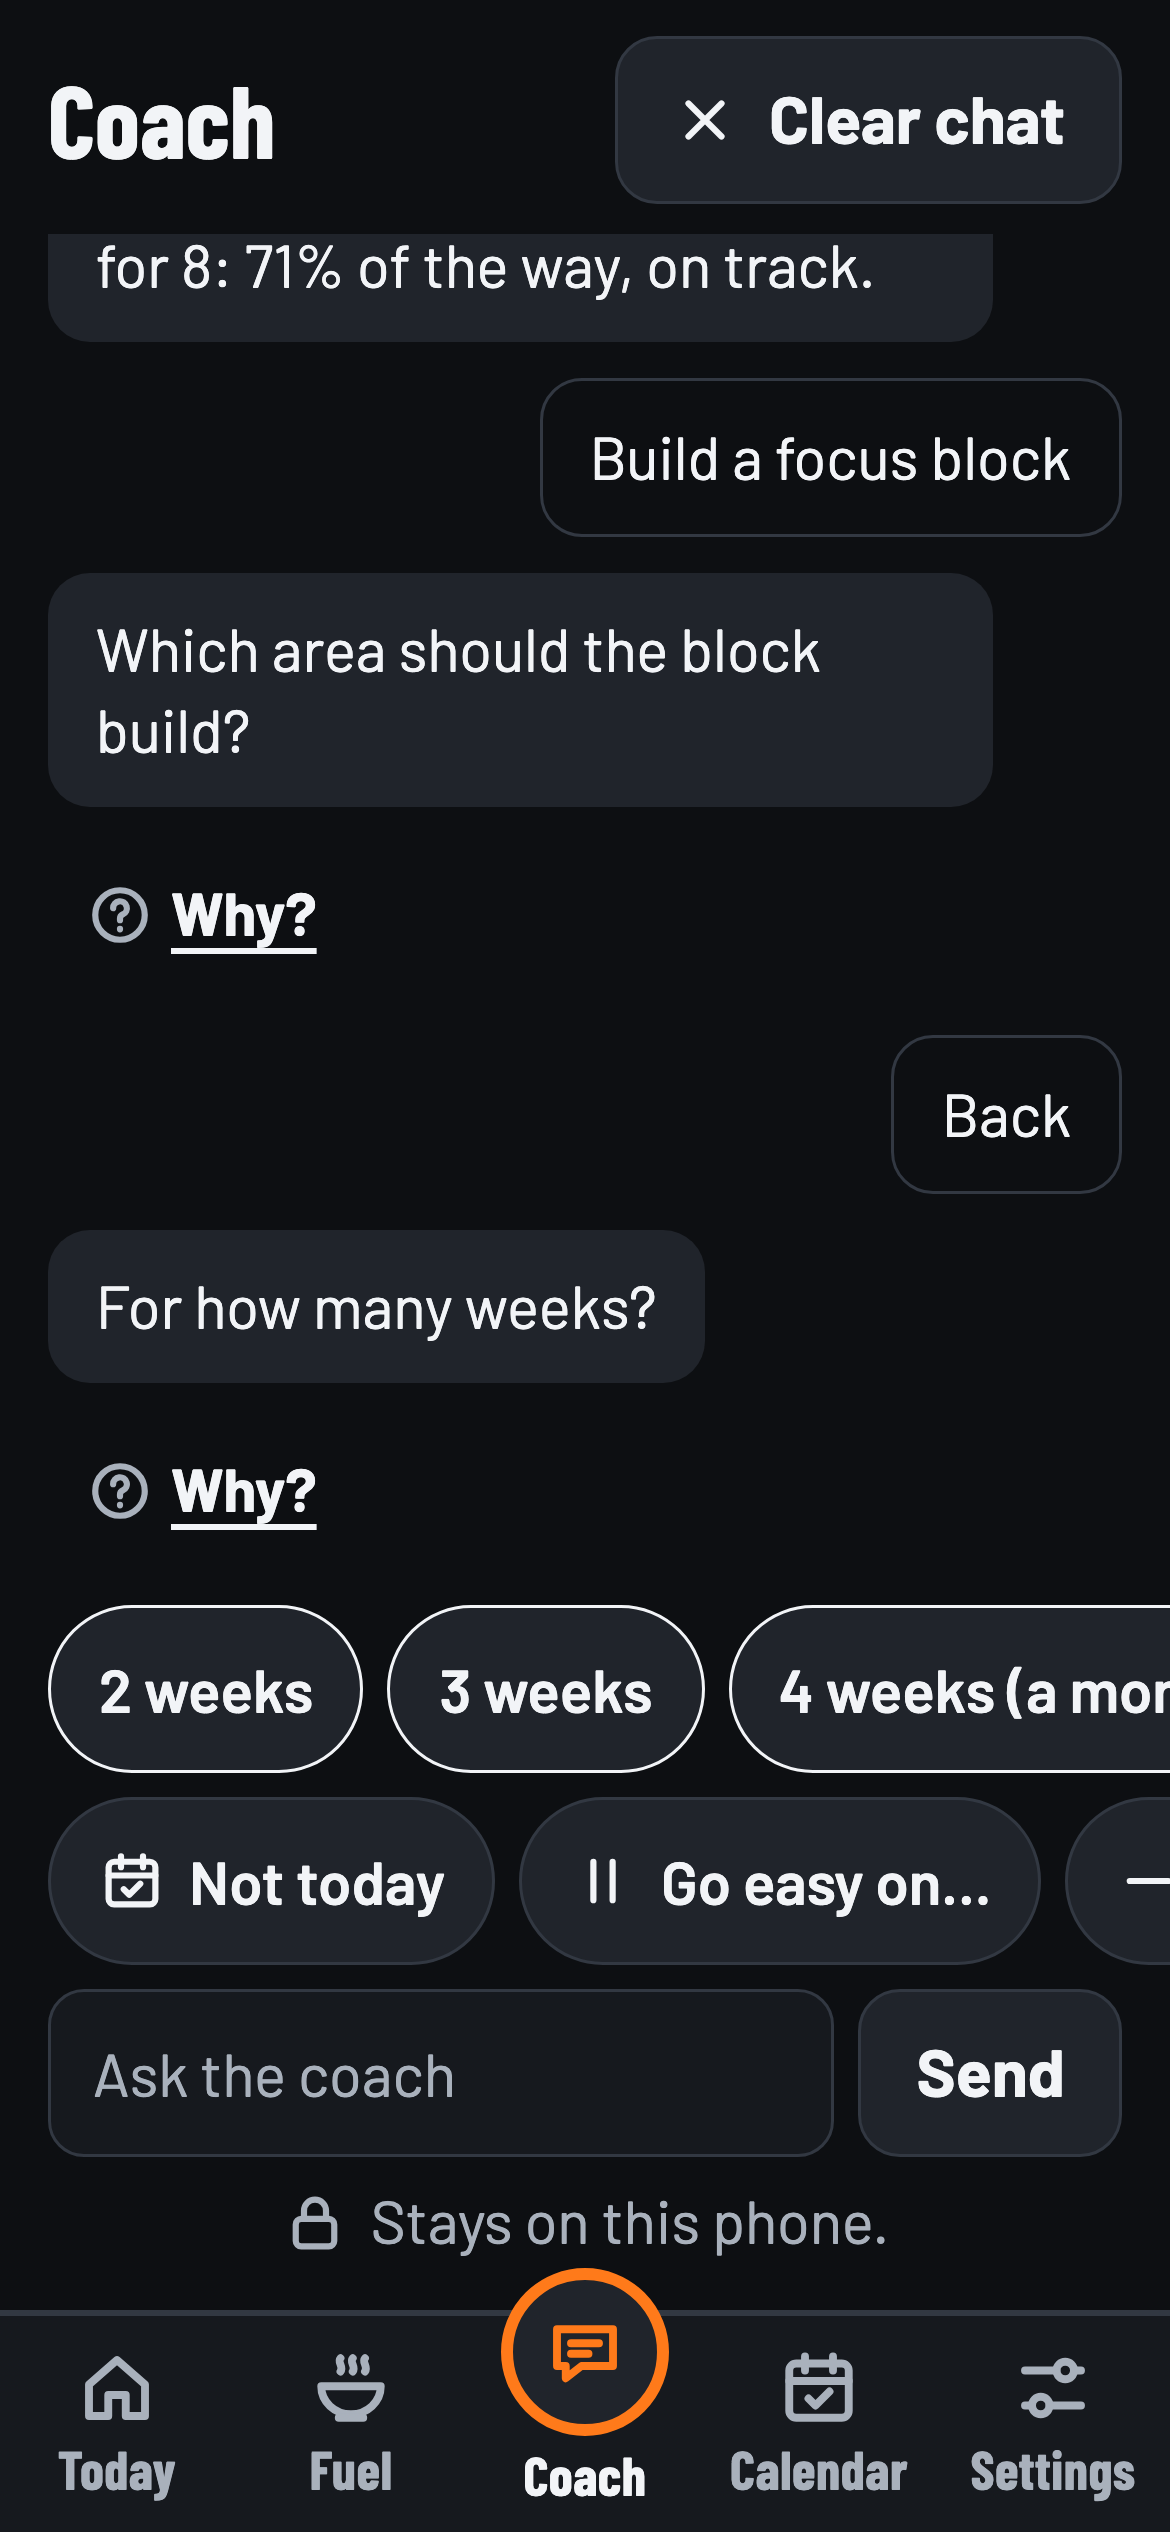 Coach
Clear chat
for 8: 71% of the way, on track.
Build a focus block
Which area should the block
build?
Why?
Back
For how many weeks?
Why?
2 weeks
3 weeks
4 weeks (a mon
Not today
Go easy on...
Ask the coach
Send
Stays on this phone.
Today
Fuel
Coach
Calendar
Settings